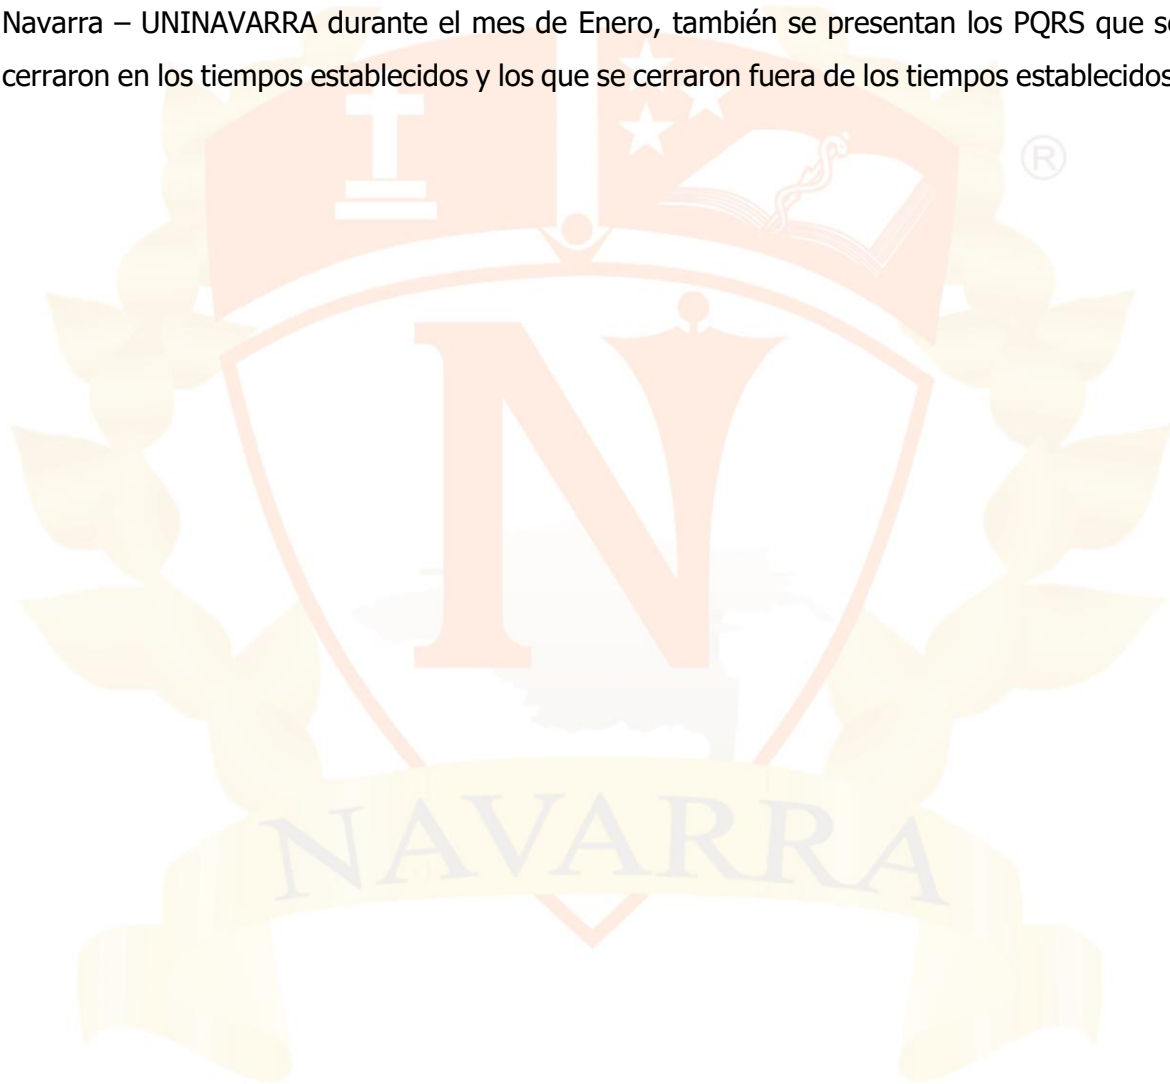 Navarra – UNINAVARRA durante el mes de Enero, también se presentan los PQRS que se
cerraron en los tiempos establecidos y los que se cerraron fuera de los tiempos establecidos
®
N
NAVARRA